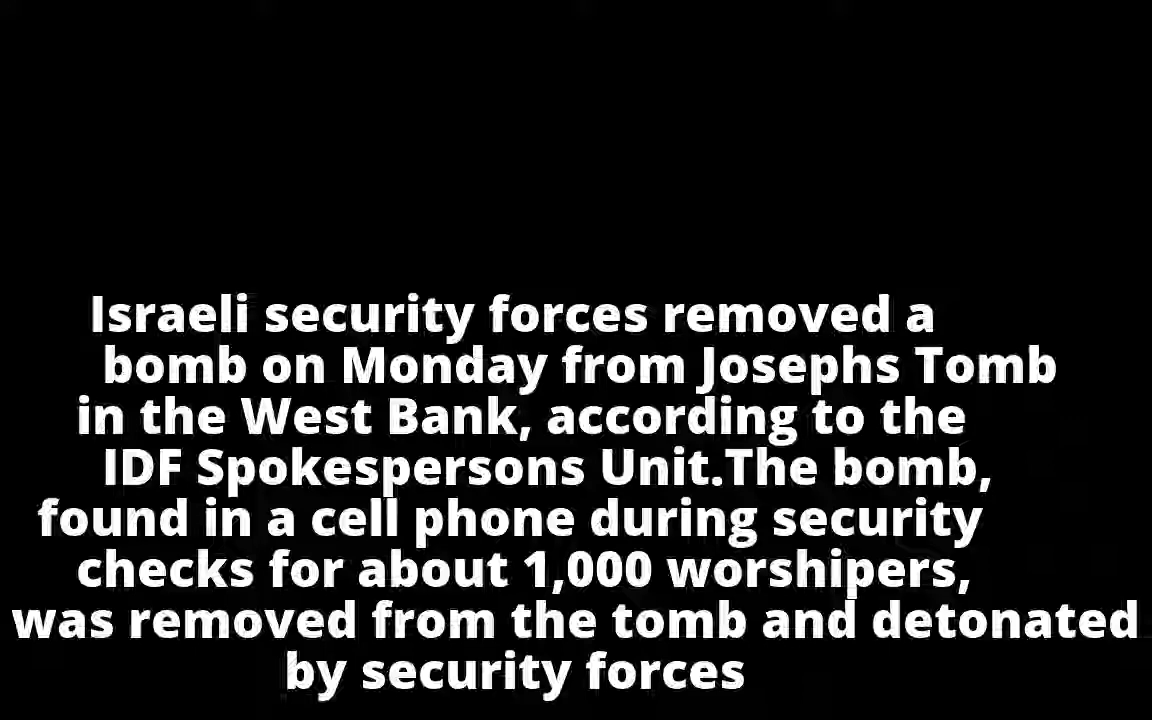 Israeli security forces removed a
bomb on Monday from Josephs Tomb
in the West Bank, according to the
IDF Spokespersons Unit.The bomb,
found in a cell phone during security
checks for about 1,000 worshipers,
was removed from the tomb and detonated
by security forces